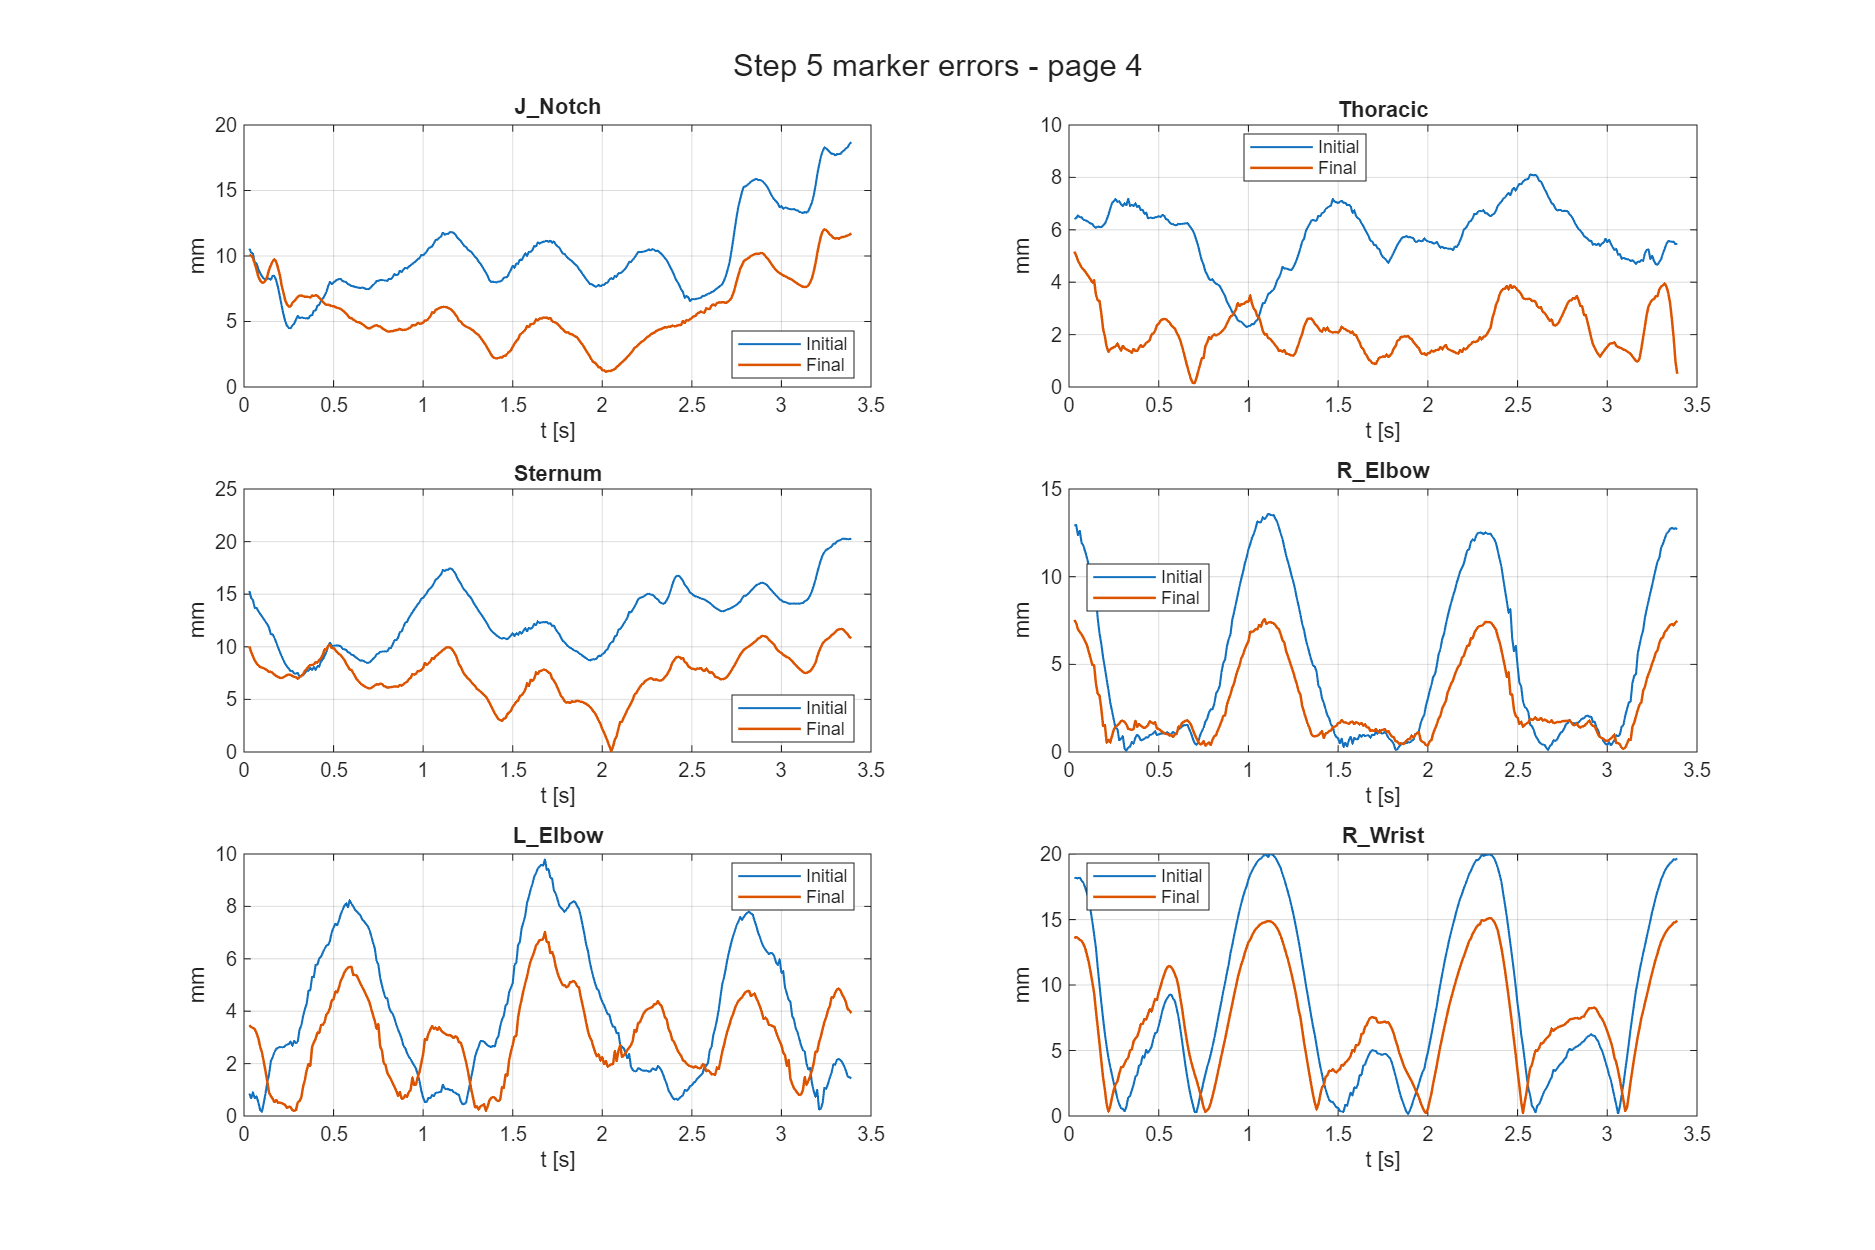 Step 5 marker errors - page 4
J_Notch
20
15
10
5
0
mm
0 0.5 1 1.5 2 2.5 3 3.5
t [s]
Initial
Final
Thoracic
10
8
6
4
2
0
mm
0 0.5 1 1.5 2 2.5 3 3.5
t [s]
Initial
Final
Sternum
25
20
15
10
5
0
mm
0 0.5 1 1.5 2 2.5 3 3.5
t [s]
Initial
Final
R_Elbow
15
10
5
0
mm
0 0.5 1 1.5 2 2.5 3 3.5
t [s]
Initial
Final
L_Elbow
10
8
6
4
2
0
mm
0 0.5 1 1.5 2 2.5 3 3.5
t [s]
Initial
Final
R_Wrist
20
15
10
5
0
mm
0 0.5 1 1.5 2 2.5 3 3.5
t [s]
Initial
Final